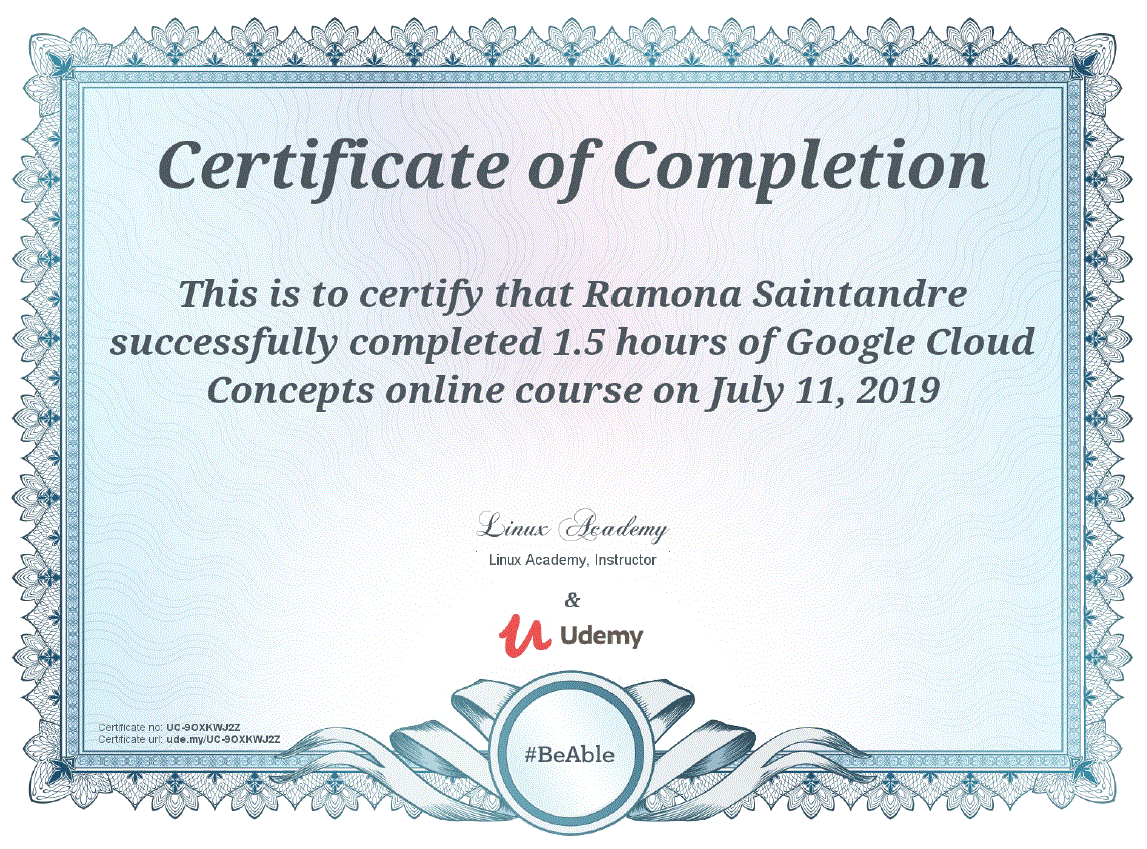 Certificate of Completion
This is to certify that Ramona Saintandre
successfully completed 1.5 hours of Google Cloud
Concepts online course on July 11, 2019
Linux Academy
Linux Academy, Instructor
&
Udemy
Certificate no: UC-9OXKWJ2Z
Certificate url: ude.my/UC-9OXKWJ2Z
#BeAble